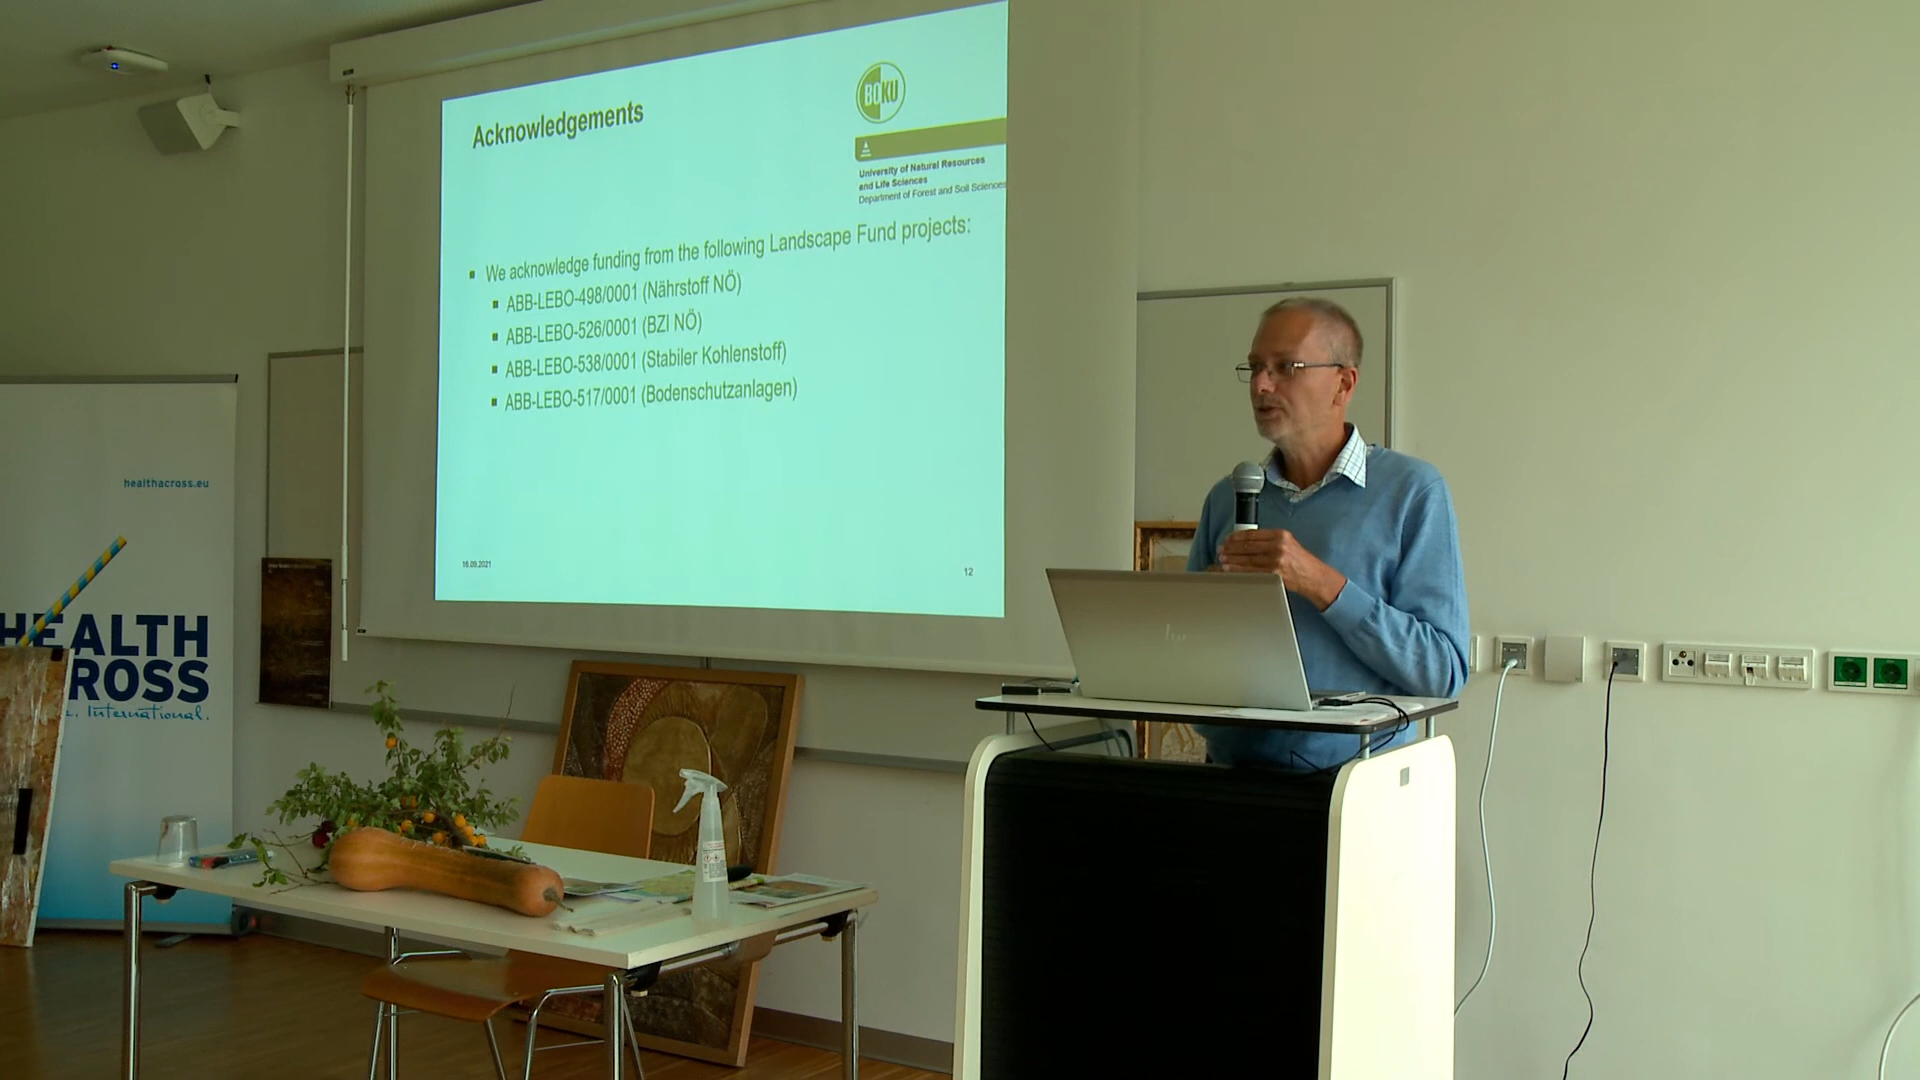 Acknowledgements
BOKU
University of Natural Resources
and Life Sciences
Department of Forest and Soil Sciences
▪ We acknowledge funding from the following Landscape Fund projects:
▪ ABB-LEBO-498/0001 (Nährstoff NÖ)
▪ ABB-LEBO-526/0001 (BZI NÖ)
▪ ABB-LEBO-538/0001 (Stabiler Kohlenstoff)
▪ ABB-LEBO-517/0001 (Bodenschutzanlagen)
16.09.2021
12
healthacross.eu
HEALTH
ROSS
International.
hp